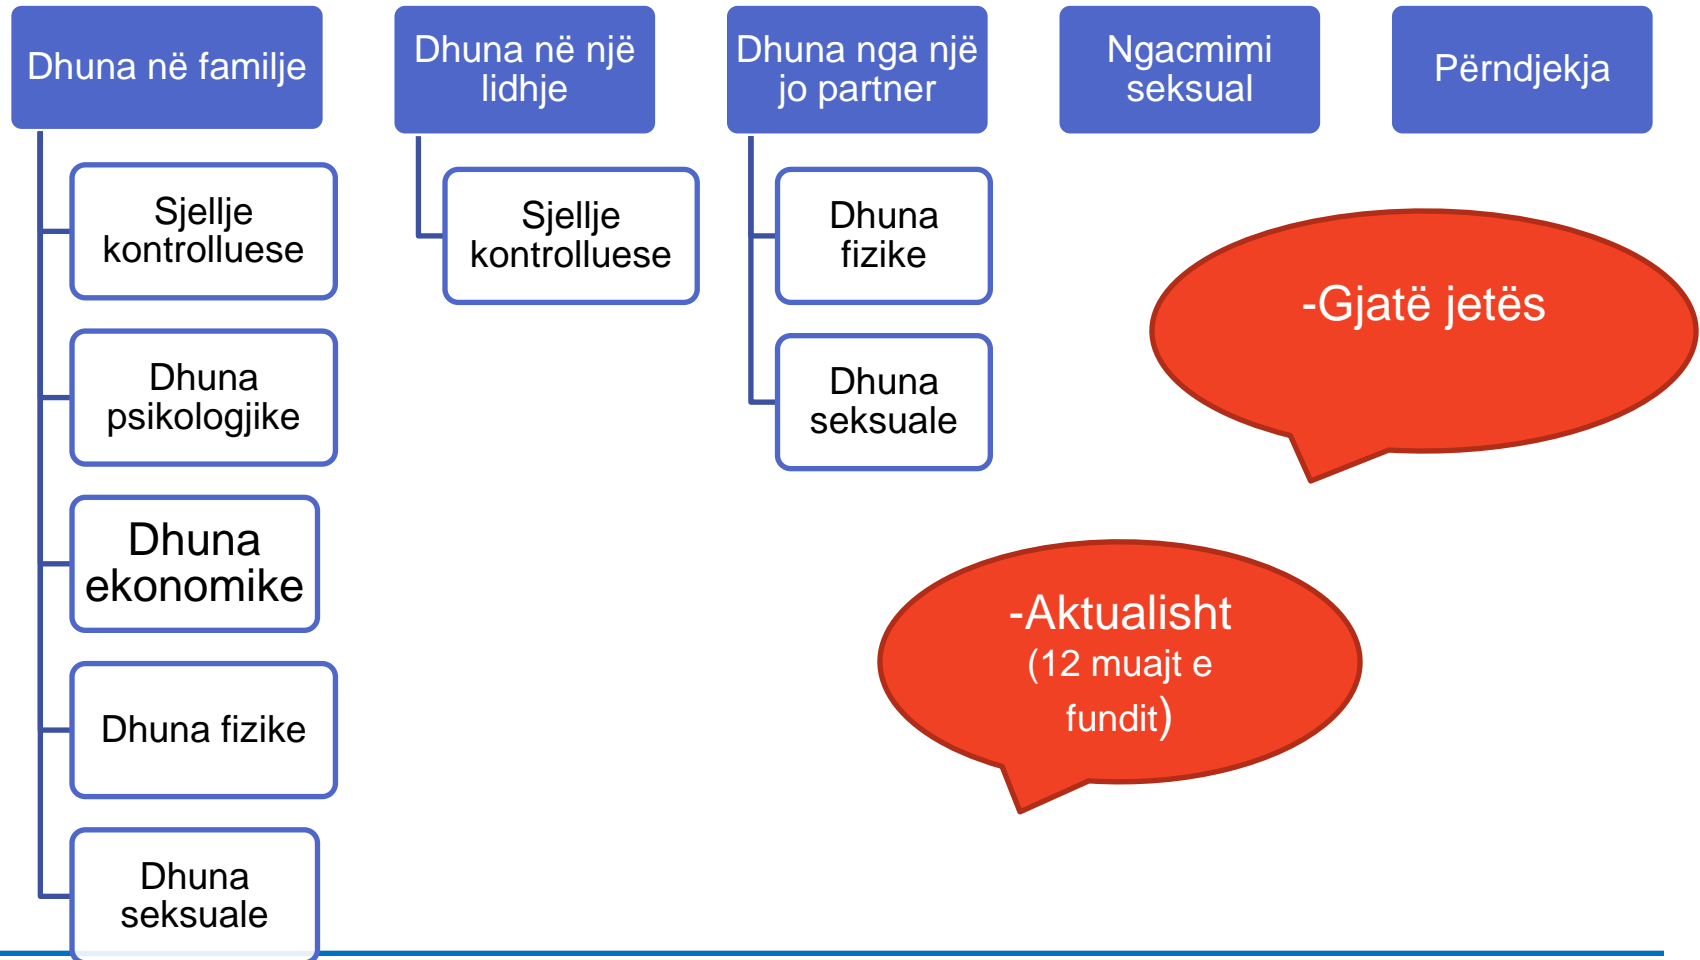 Dhuna në familje
Sjellje
kontrolluese
Dhuna
psikologjike
Dhuna
ekonomike
Dhuna fizike
Dhuna
seksuale
Dhuna në një
lidhje
Sjellje
kontrolluese
Dhuna nga një
jo partner
Dhuna
fizike
Dhuna
seksuale
Ngacmimi
seksual
Përndjekja
-Gjatë jetës
-Aktualisht
(12 muajt e
fundit)